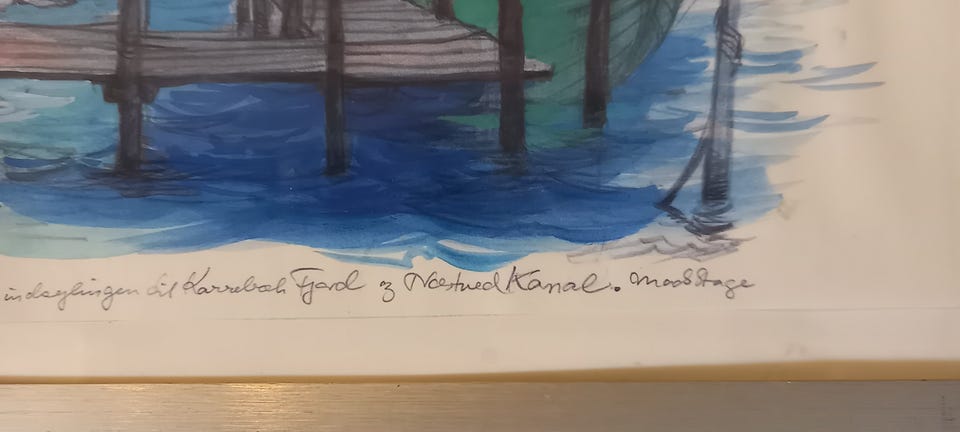 indsejlingen til Karrebæk Fjord og Næstved Kanal. Mads Stage